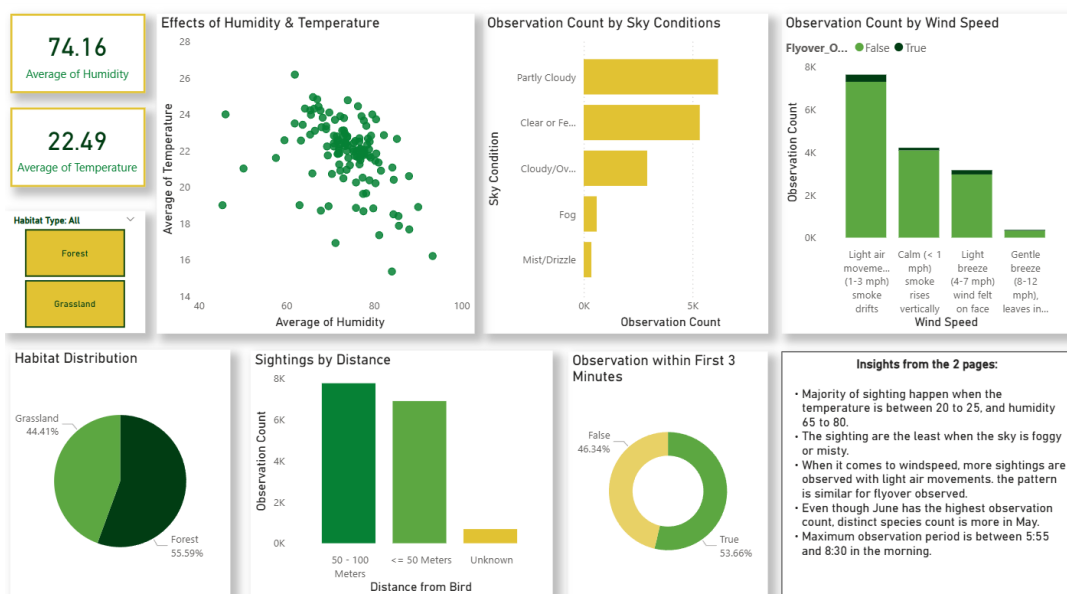 74.16
Average of Humidity
22.49
Average of Temperature
Habitat Type: All
Forest
Grassland
Effects of Humidity & Temperature
Average of Temperature
28
26
24
22
20
18
16
14
40
60
80
100
Average of Humidity
Observation Count by Sky Conditions
Sky Condition
Partly Cloudy
Clear or Fe...
Cloudy/Ov...
Fog
Mist/Drizzle
0K
5K
Observation Count
Observation Count by Wind Speed
Flyover_O... False True
Observation Count
8K
6K
4K
2K
0K
Light air
moveme...
(1-3 mph)
smoke
drifts
Calm (< 1
mph)
smoke
rises
vertically
Light
breeze
(4-7 mph)
wind felt
on face
Gentle
breeze
(8-12
mph),
leaves in...
Wind Speed
Habitat Distribution
Grassland
44.41%
Forest
55.59%
Sightings by Distance
Observation Count
8K
6K
4K
2K
0K
50 - 100
Meters
<= 50 Meters
Unknown
Distance from Bird
Observation within First 3
Minutes
False
46.34%
True
53.66%
Insights from the 2 pages:
• Majority of sighting happen when the
temperature is between 20 to 25, and humidity
65 to 80.
• The sighting are the least when the sky is foggy
or misty.
• When it comes to windspeed, more sightings are
observed with light air movements. the pattern
is similar for flyover observed.
• Even though June has the highest observation
count, distinct species count is more in May.
• Maximum observation period is between 5:55
and 8:30 in the morning.